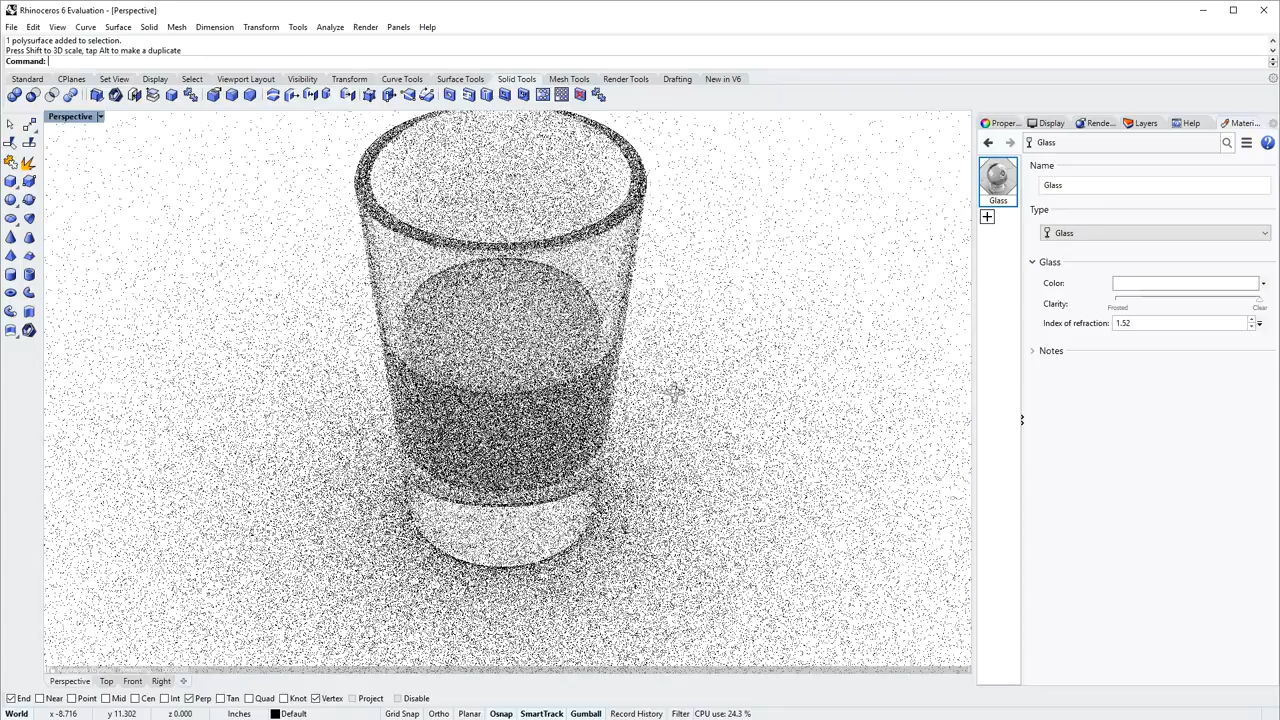 Rhinoceros 6 Evaluation - [Perspective]
File Edit View Curve Surface Solid Mesh Dimension Transform Tools Analyze Render Panels Help
1 polysurface added to selection.
Press Shift to 3D scale, tap Alt to make a duplicate
Command:
Standard CPlanes Set View Display Select Viewport Layout Visibility Transform Curve Tools Surface Tools Solid Tools Mesh Tools Render Tools Drafting New in V6
Perspective
Proper... Display Rende... Layers Help Materi...
Glass
Glass
Name
Glass
Type
Glass
Glass
Color:
Clarity:
Frosted Clear
Index of refraction: 1.52
Notes
Perspective Top Front Right
End Near Point Mid Cen Int Perp Tan Quad Knot Vertex Project Disable
World x -8.716 y 11.302 z 0.000 Inches Default Grid Snap Ortho Planar Osnap SmartTrack Gumball Record History Filter CPU use: 24.3 %